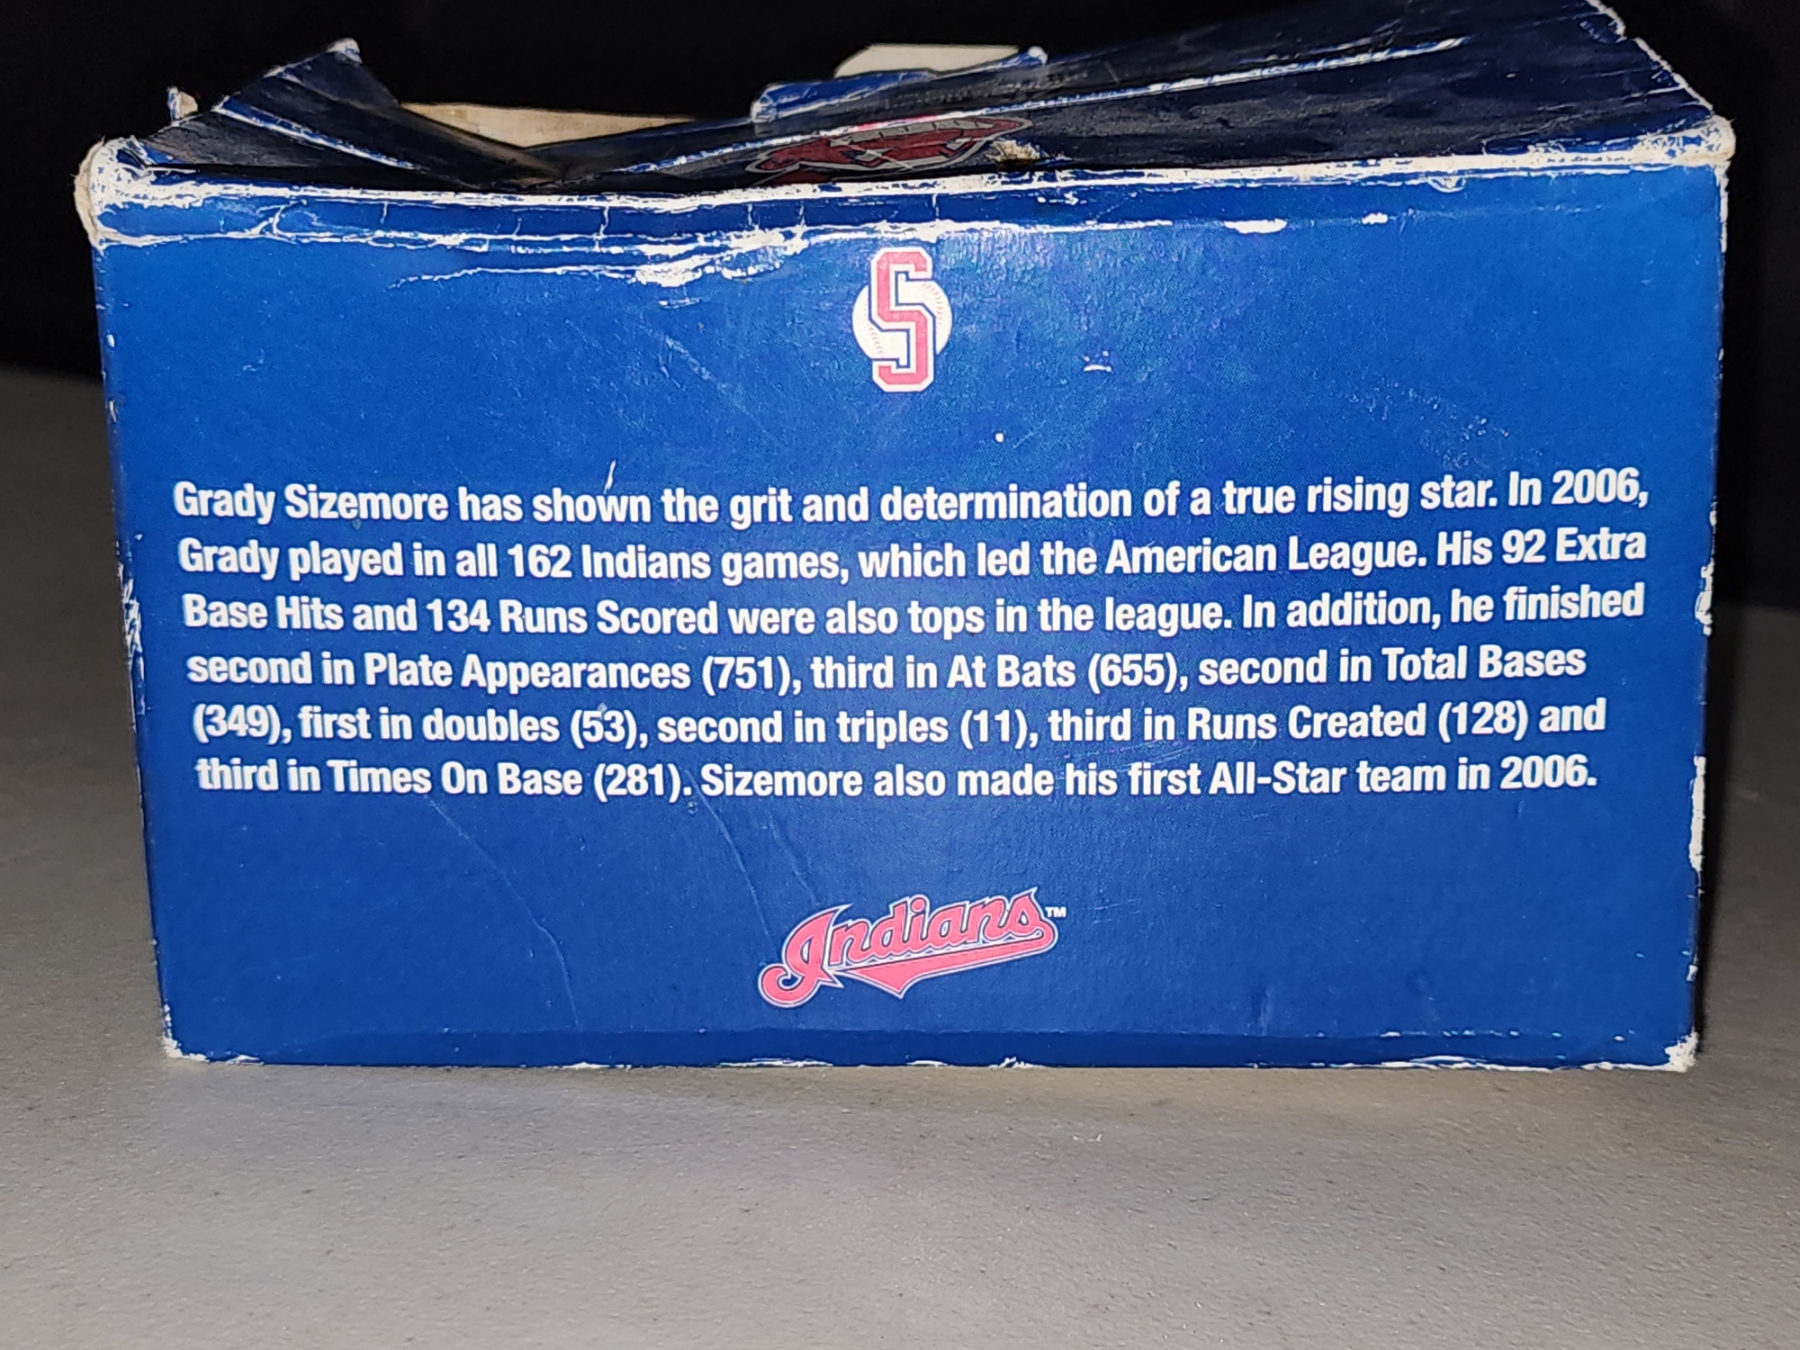 S
Grady Sizemore has shown the grit and determination of a true rising star. In 2006,
Grady played in all 162 Indians games, which led the American League. His 92 Extra
Base Hits and 134 Runs Scored were also tops in the league. In addition, he finished
second in Plate Appearances (751), third in At Bats (655), second in Total Bases
(349), first in doubles (53), second in triples (11), third in Runs Created (128) and
third in Times On Base (281). Sizemore also made his first All-Star team in 2006.
Indians™